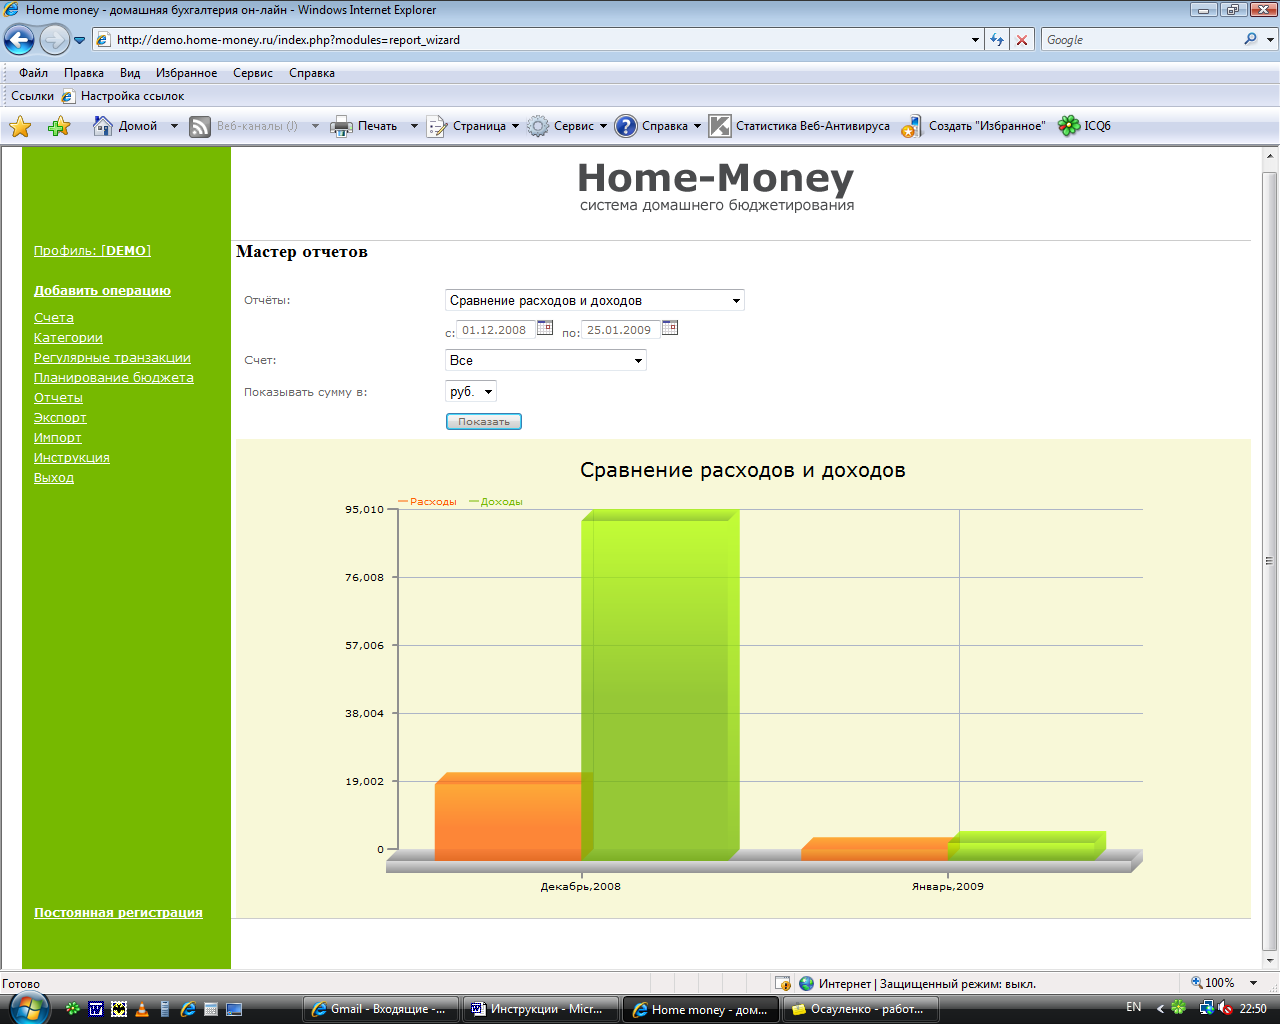 Home money - домашняя бухгалтерия он-лайн - Windows Internet Explorer
http://demo.home-money.ru/index.php?modules=report_wizard
Google
Файл Правка Вид Избранное Сервис Справка
Ссылки Настройка ссылок
Домой Веб-каналы (J) Печать Страница Сервис Справка Статистика Веб-Антивируса Создать "Избранное" ICQ6
Home-Money
система домашнего бюджетирования
Профиль: [DEMO]
Добавить операцию
Счета
Категории
Регулярные транзакции
Планирование бюджета
Отчеты
Экспорт
Импорт
Инструкция
Выход
Постоянная регистрация
Мастер отчетов
Отчёты: Сравнение расходов и доходов
с: 01.12.2008 по: 25.01.2009
Счет: Все
Показывать сумму в: руб.
Показать
Сравнение расходов и доходов
Расходы Доходы
95,010
76,008
57,006
38,004
19,002
0
Декабрь,2008 Январь,2009
Готово
Интернет | Защищенный режим: выкл.
100%
Gmail - Входящие -...
Инструкции - Micr...
Home money - дом...
Осауленко - работ...
EN
22:50